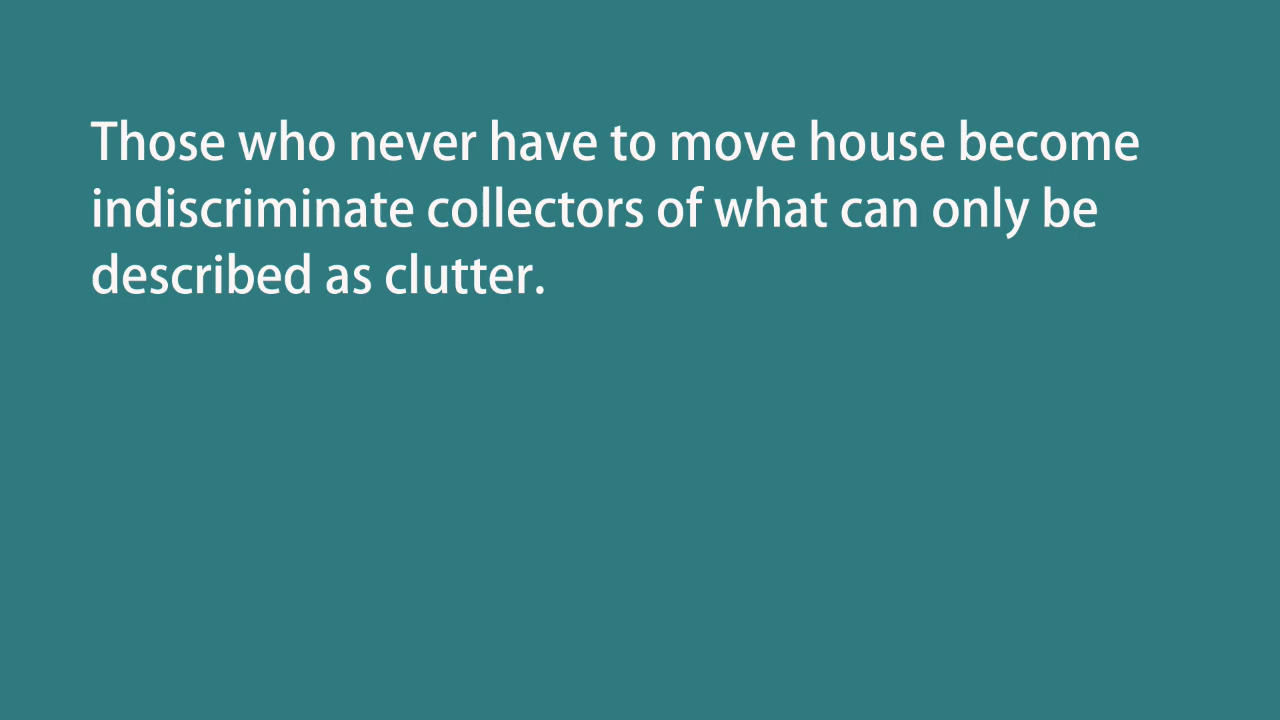 Those who never have to move house become
indiscriminate collectors of what can only be
described as clutter.